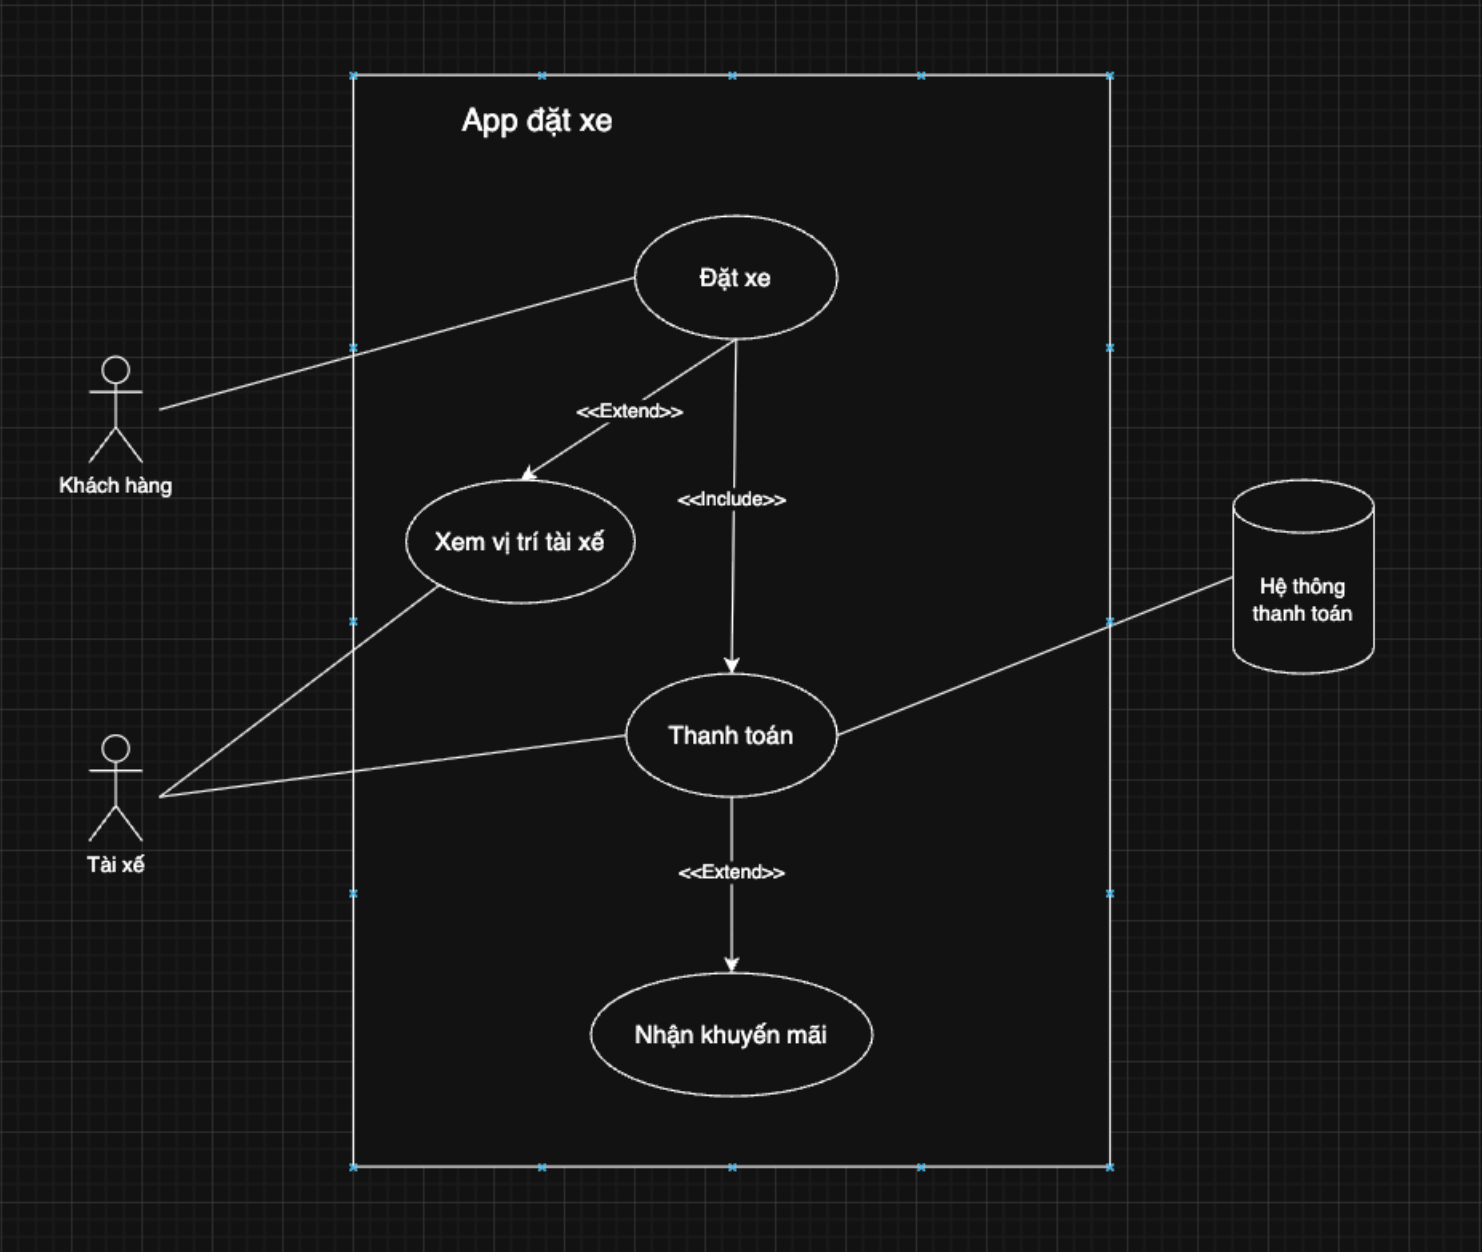 App đặt xe
Đặt xe
<<Extend>>
Khách hàng
<<Include>>
Xem vị trí tài xế
Hệ thông
thanh toán
Thanh toán
Tài xế
<<Extend>>
Nhận khuyến mãi